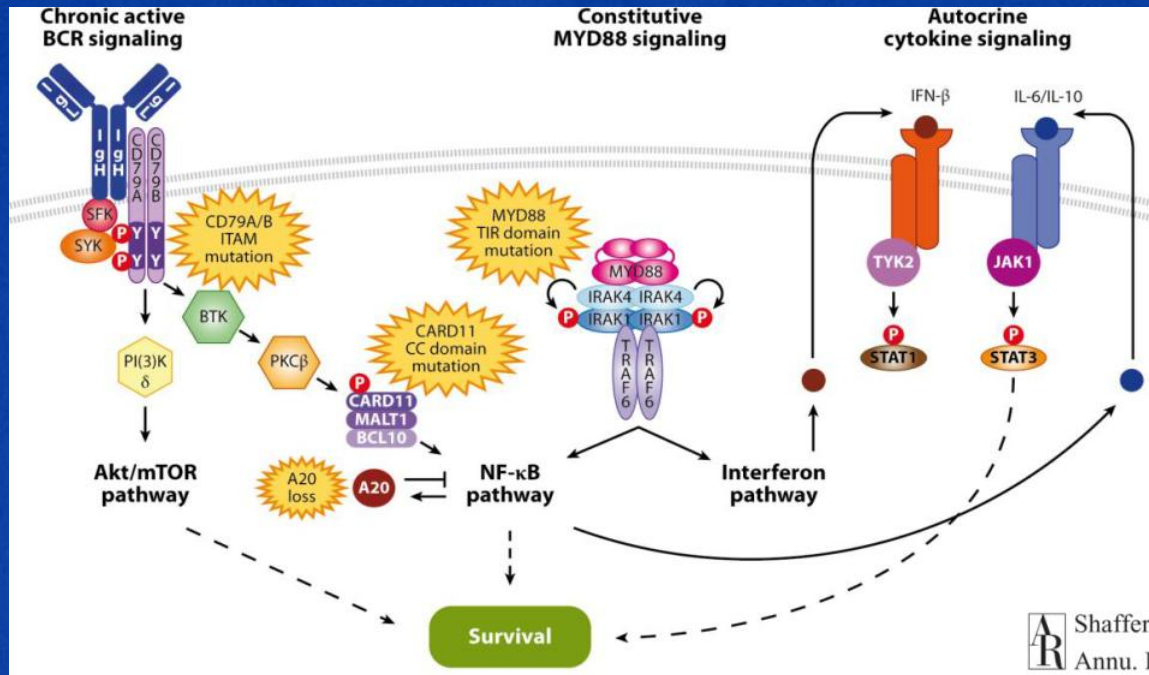 Chronic active
BCR signaling
Constitutive
MYD88 signaling
Autocrine
cytokine signaling
IgL
IgL
IgH
IgH
CD79A
CD79B
SFK
SYK
P
P
Y
Y
Y
Y
CD79A/B
ITAM
mutation
BTK
PI(3)K
δ
PKCβ
CARD11
CC domain
mutation
P
CARD11
MALT1
BCL10
Akt/mTOR
pathway
A20
loss
A20
NF-κB
pathway
MYD88
TIR domain
mutation
MYD88
IRAK4 IRAK4
P IRAK1 IRAK1 P
TRAF6
TRAF6
Interferon
pathway
IFN-β
IL-6/IL-10
TYK2
JAK1
P
P
STAT1
STAT3
Survival
AR
Shaffer
Annu.